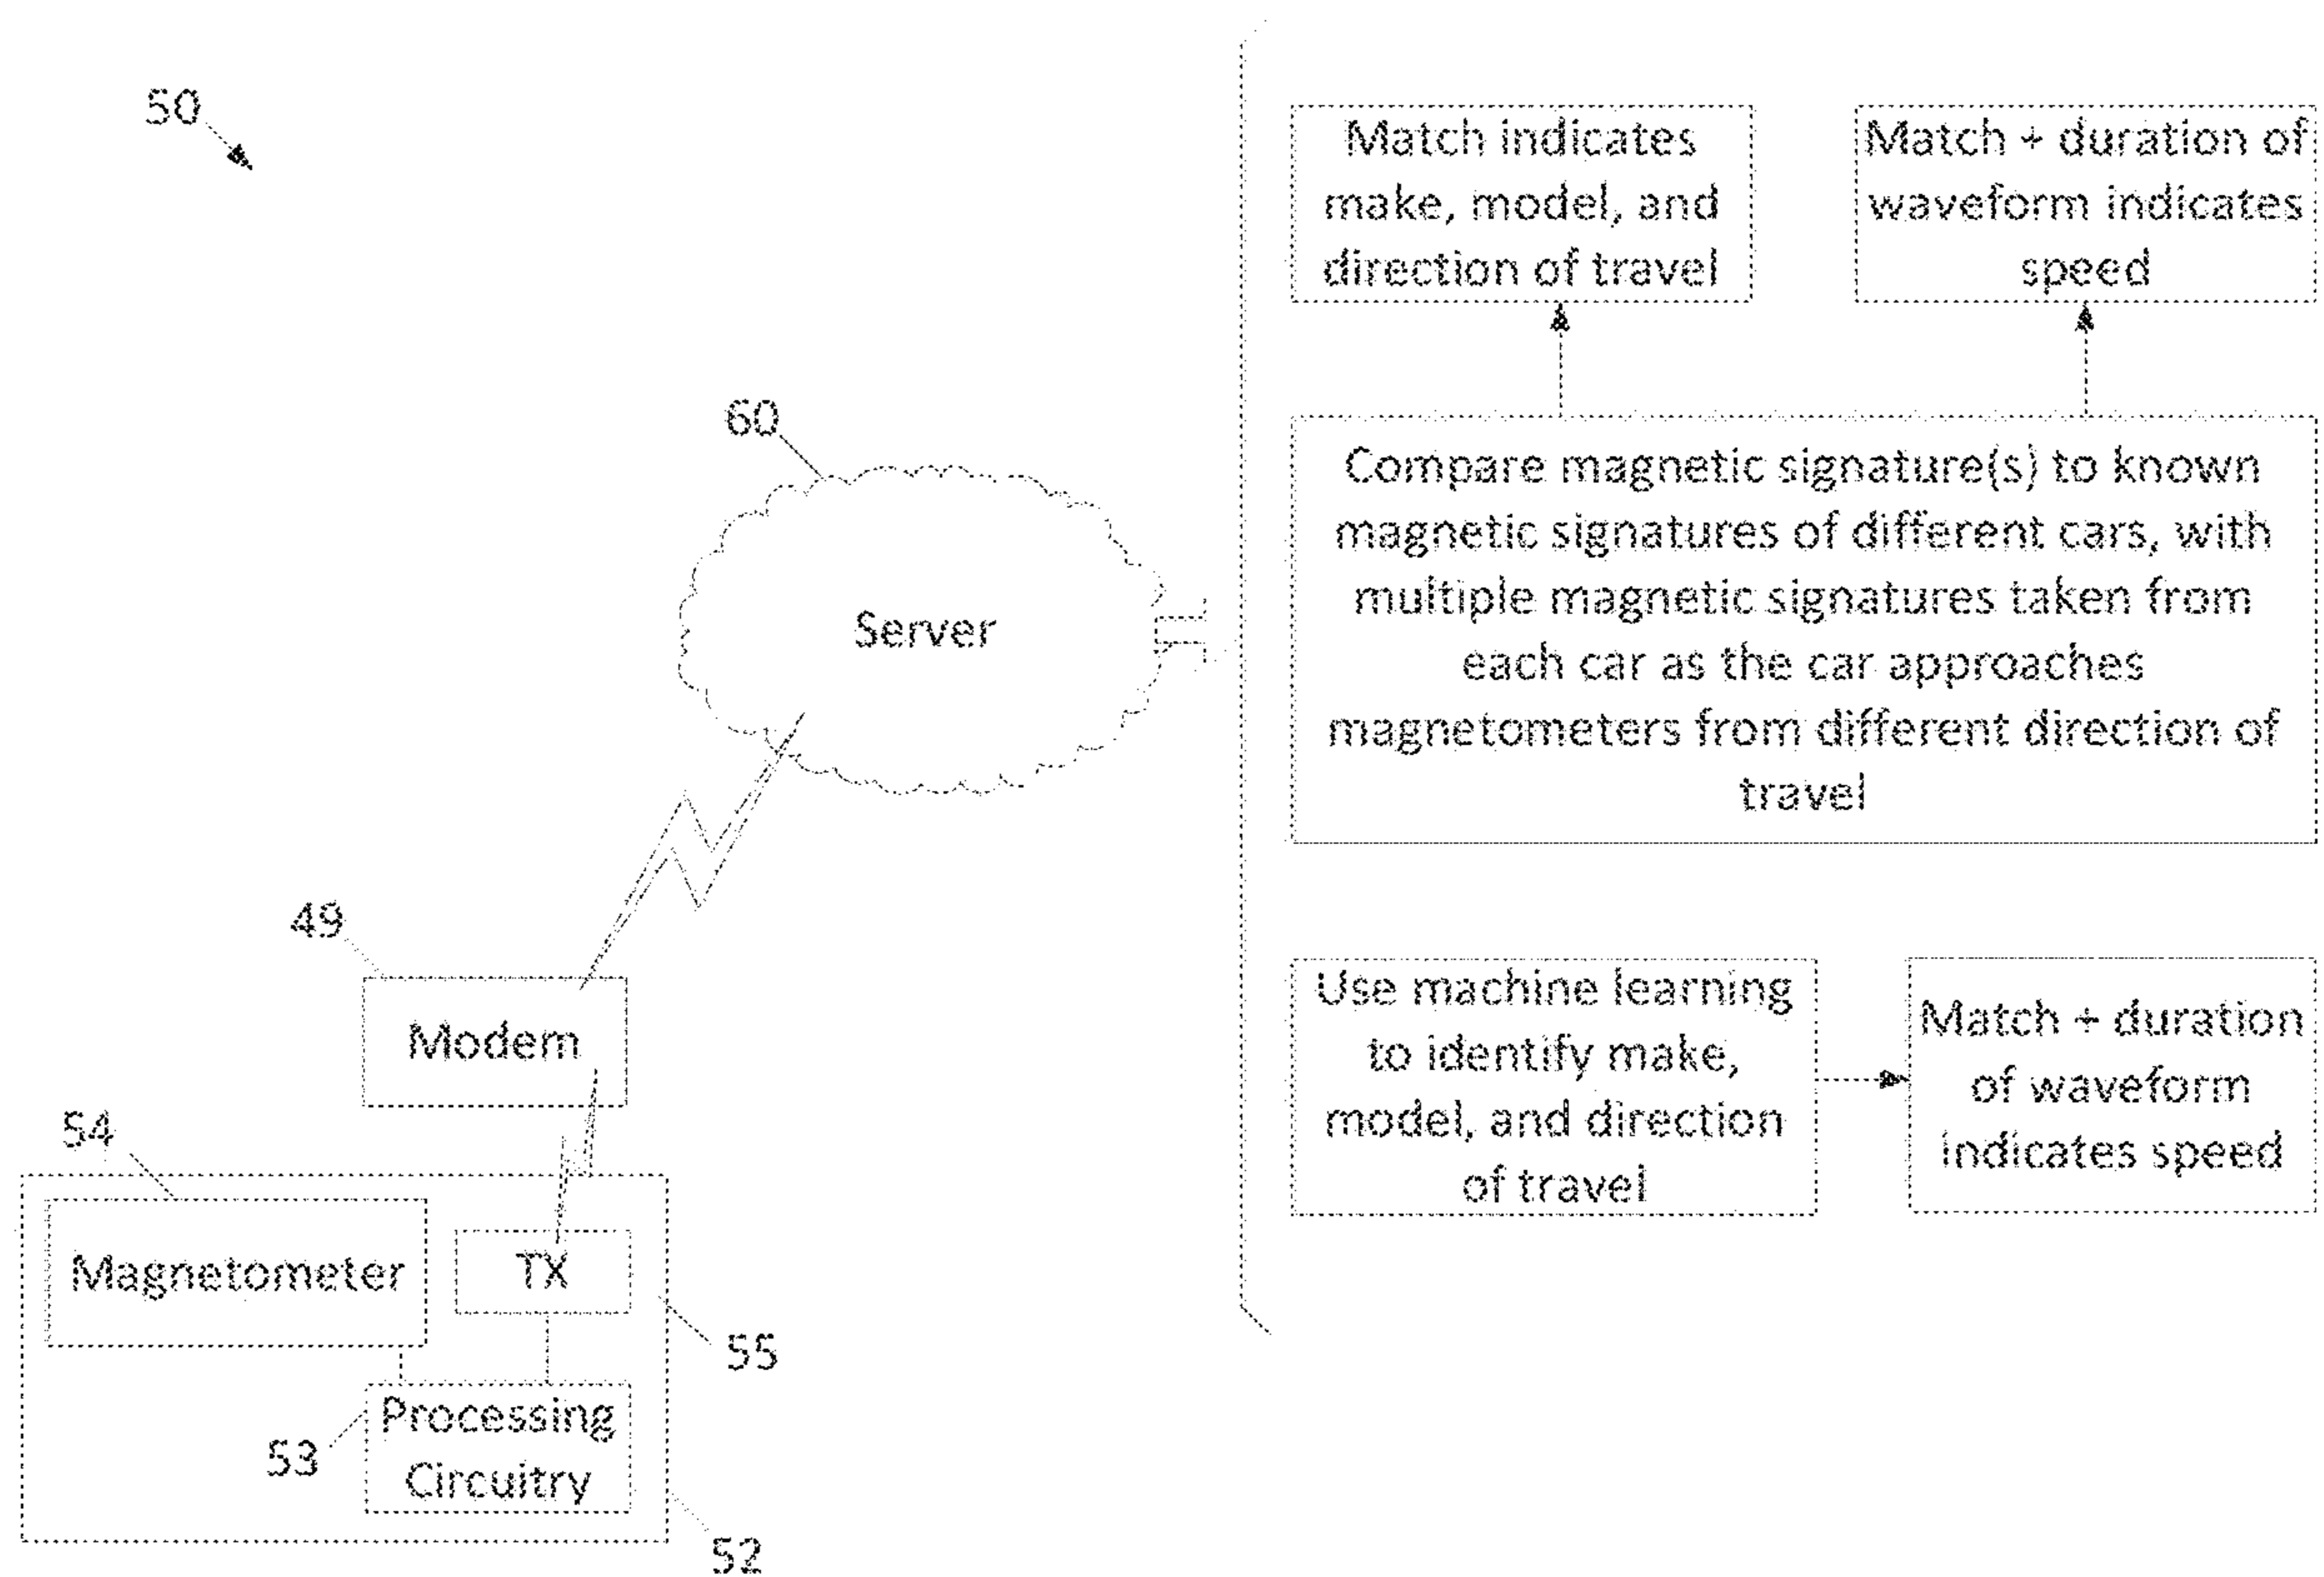 50
Match indicates
make, model, and
direction of travel
Match + duration of
waveform indicates
speed
60
Server
Compare magnetic signature(s) to known
magnetic signatures of different cars, with
multiple magnetic signatures taken from
each car as the car approaches
magnetometers from different direction of
travel
49
Modem
Use machine learning
to identify make,
model, and direction
of travel
Match + duration
of waveform
indicates speed
54
Magnetometer
TX
55
53
Processing
Circuitry
52